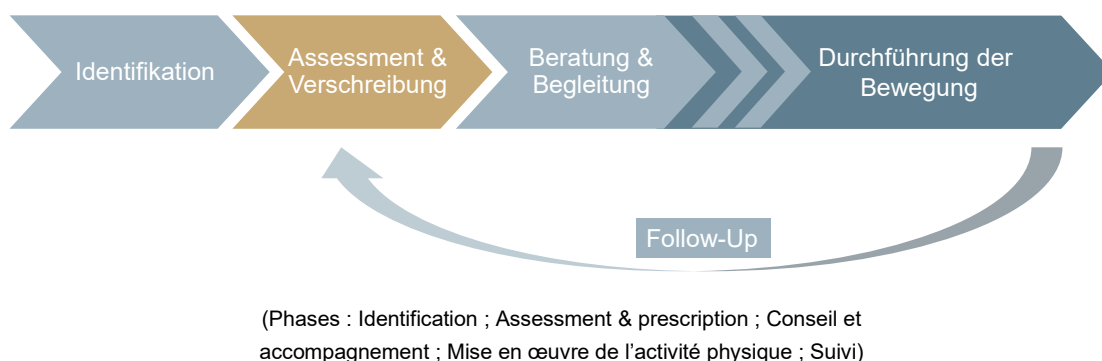 Identifikation
Assessment &
Verschreibung
Beratung &
Begleitung
Durchführung der
Bewegung
Follow-Up
(Phases : Identification ; Assessment & prescription ; Conseil et
accompagnement ; Mise en œuvre de l’activité physique ; Suivi)